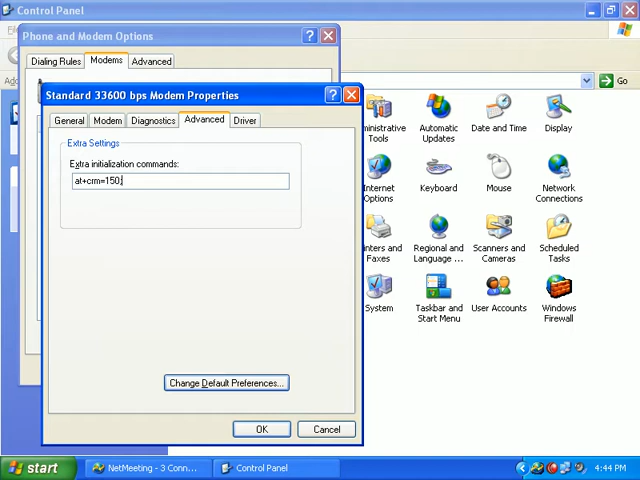 Control Panel
Phone and Modem Options
Dialing Rules
Modems
Advanced
Go
Standard 33600 bps Modem Properties
General
Modem
Diagnostics
Advanced
Driver
Extra Settings
Extra initialization commands:
at+crm=150;
Change Default Preferences...
OK
Cancel
Automatic Updates
Date and Time
Display
Tools
Internet Options
Keyboard
Mouse
Network Connections
and Faxes
Regional and Language ...
Scanners and Cameras
Scheduled Tasks
System
Taskbar and Start Menu
User Accounts
Windows Firewall
start
NetMeeting - 3 Conn...
Control Panel
4:44 PM